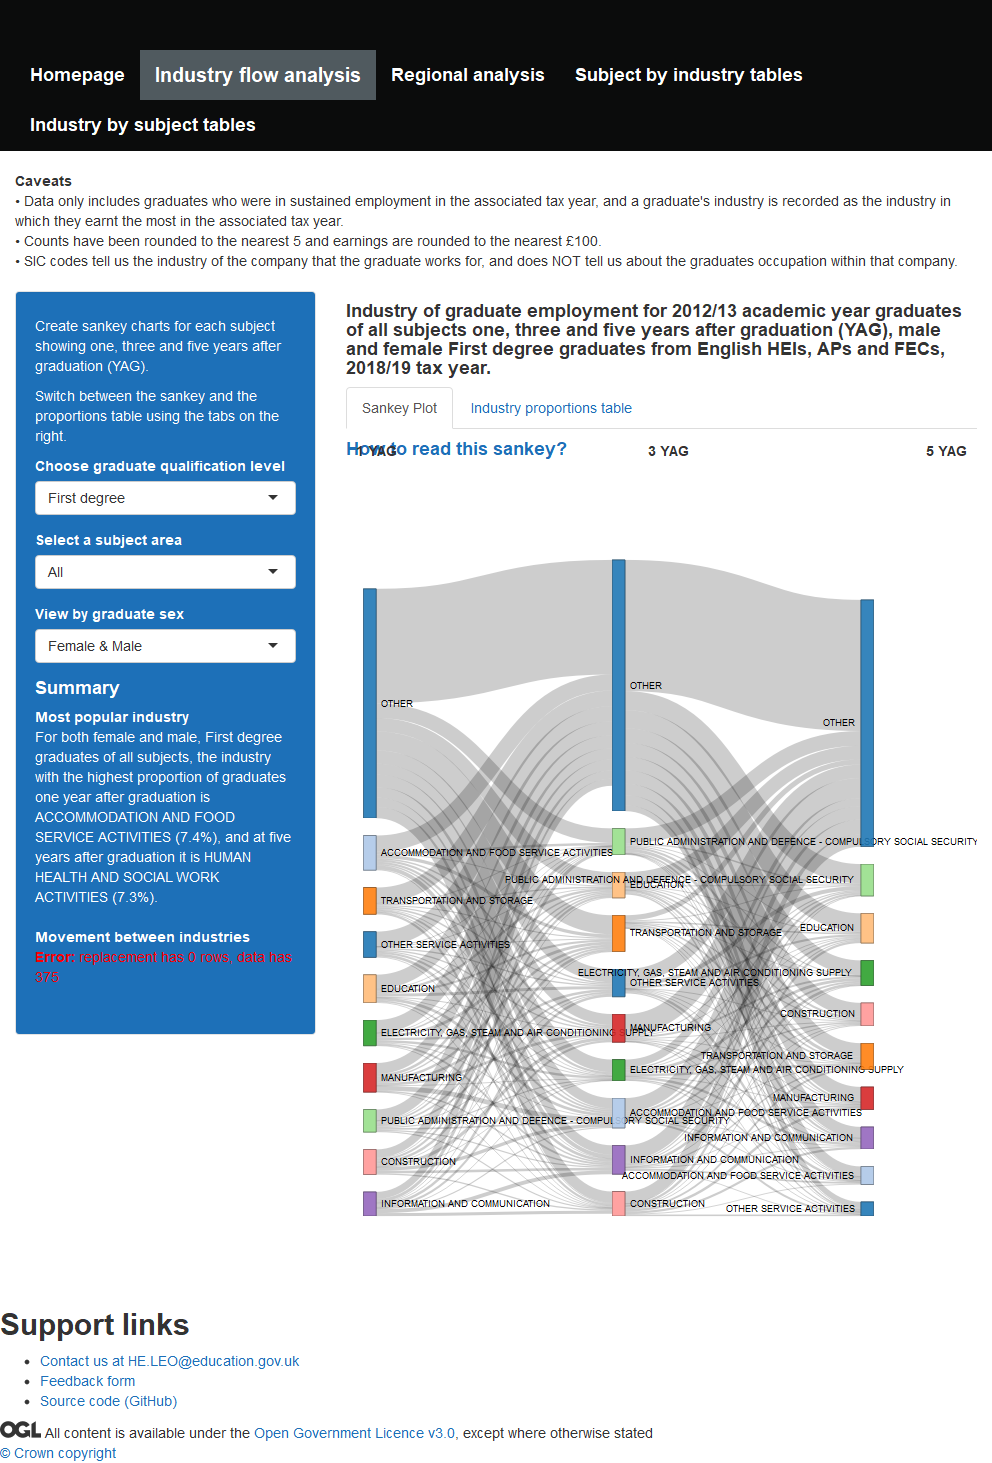 Homepage
Industry flow analysis
Regional analysis
Subject by industry tables
Industry by subject tables
Caveats
• Data only includes graduates who were in sustained employment in the associated tax year, and a graduate's industry is recorded as the industry in
which they earnt the most in the associated tax year.
• Counts have been rounded to the nearest 5 and earnings are rounded to the nearest £100.
• SIC codes tell us the industry of the company that the graduate works for, and does NOT tell us about the graduates occupation within that company.
Create sankey charts for each subject
showing one, three and five years after
graduation (YAG).
Switch between the sankey and the
proportions table using the tabs on the
right.
Choose graduate qualification level
First degree
Select a subject area
All
View by graduate sex
Female & Male
Summary
Most popular industry
For both female and male, First degree
graduates of all subjects, the industry
with the highest proportion of graduates
one year after graduation is
ACCOMMODATION AND FOOD
SERVICE ACTIVITIES (7.4%), and at five
years after graduation it is HUMAN
HEALTH AND SOCIAL WORK
ACTIVITIES (7.3%).
Movement between industries
Error: replacement has 0 rows, data has
375
Industry of graduate employment for 2012/13 academic year graduates
of all subjects one, three and five years after graduation (YAG), male
and female First degree graduates from English HEIs, APs and FECs,
2018/19 tax year.
Sankey Plot
Industry proportions table
How to read this sankey?
1 YAG
3 YAG
5 YAG
OTHER
ACCOMMODATION AND FOOD SERVICE ACTIVITIES
TRANSPORTATION AND STORAGE
OTHER SERVICE ACTIVITIES
EDUCATION
ELECTRICITY, GAS, STEAM AND AIR CONDITIONING SUPPLY
MANUFACTURING
PUBLIC ADMINISTRATION AND DEFENCE - COMPULSORY SOCIAL SECURITY
CONSTRUCTION
INFORMATION AND COMMUNICATION
OTHER
PUBLIC ADMINISTRATION AND DEFENCE - COMPULSORY SOCIAL SECURITY
EDUCATION
TRANSPORTATION AND STORAGE
OTHER SERVICE ACTIVITIES
MANUFACTURING
ELECTRICITY, GAS, STEAM AND AIR CONDITIONING SUPPLY
ACCOMMODATION AND FOOD SERVICE ACTIVITIES
INFORMATION AND COMMUNICATION
CONSTRUCTION
OTHER
PUBLIC ADMINISTRATION AND DEFENCE - COMPULSORY SOCIAL SECURITY
EDUCATION
ELECTRICITY, GAS, STEAM AND AIR CONDITIONING SUPPLY
CONSTRUCTION
TRANSPORTATION AND STORAGE
MANUFACTURING
INFORMATION AND COMMUNICATION
ACCOMMODATION AND FOOD SERVICE ACTIVITIES
OTHER SERVICE ACTIVITIES
Support links
• Contact us at HE.LEO@education.gov.uk
• Feedback form
• Source code (GitHub)
OGL All content is available under the Open Government Licence v3.0, except where otherwise stated
© Crown copyright